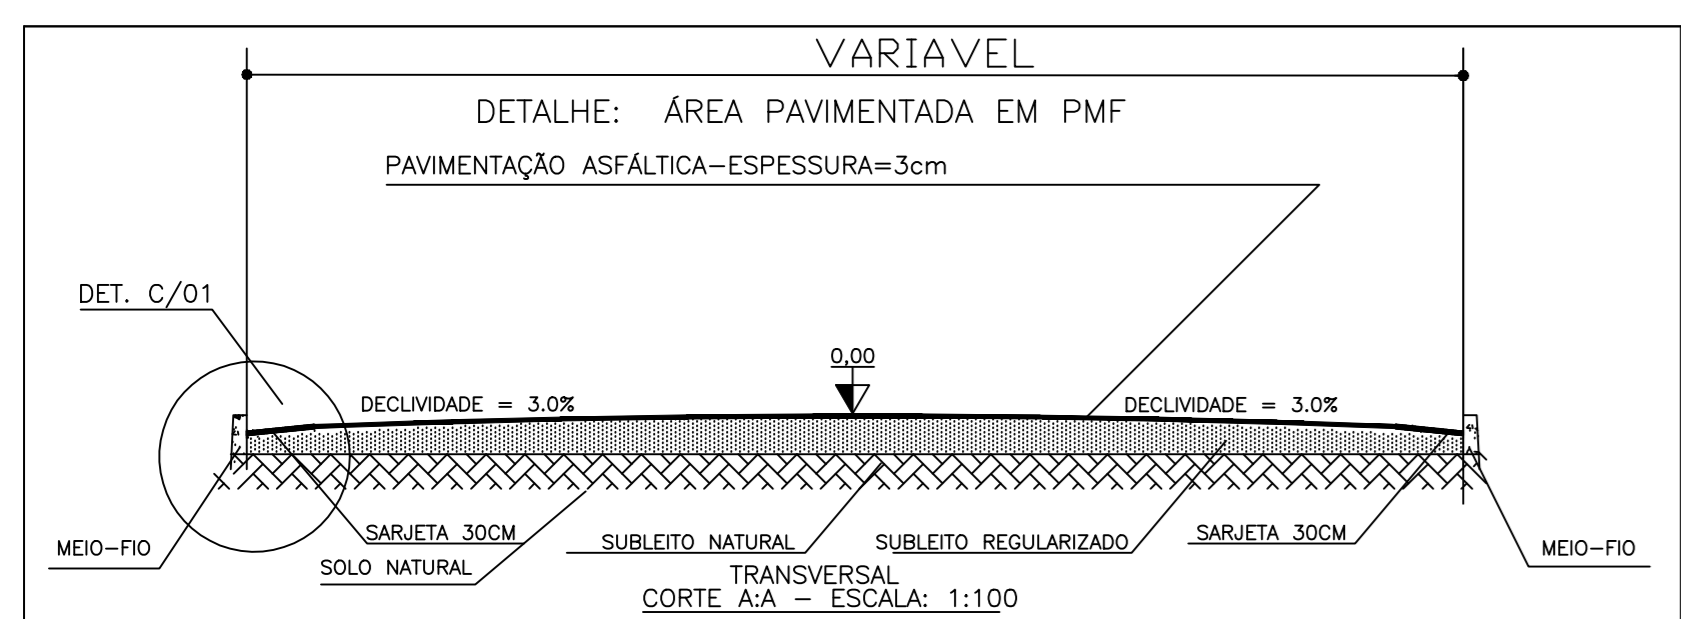 VARIAVEL
DETALHE: ÁREA PAVIMENTADA EM PMF
PAVIMENTAÇÃO ASFÁLTICA-ESPESSURA=3cm
DET. C/01
0,00
DECLIVIDADE = 3.0%
DECLIVIDADE = 3.0%
SARJETA 30CM
SUBLEITO NATURAL
SUBLEITO REGULARIZADO
SARJETA 30CM
MEIO-FIO
MEIO-FIO
SOLO NATURAL
TRANSVERSAL
CORTE A:A - ESCALA: 1:100